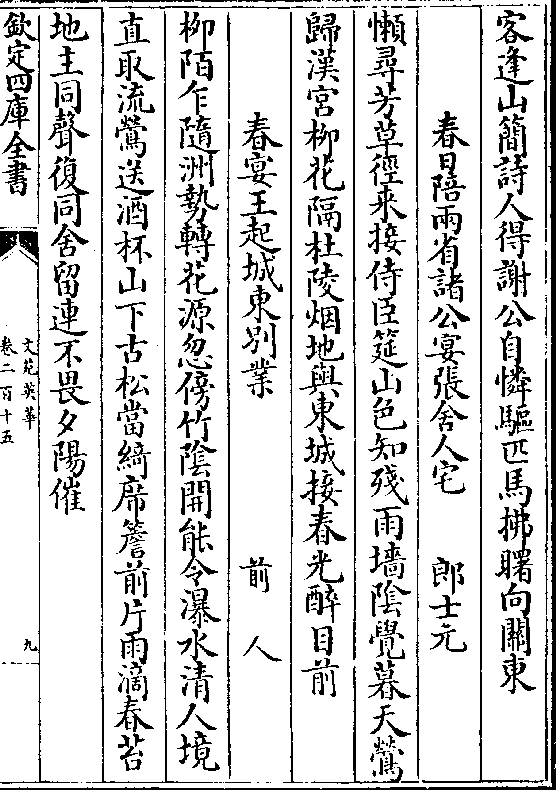 客逢山簡詩人得謝公自憐驅匹馬拂曙向關東
春日陪兩省諸公宴張舍人宅　郎士元
懶尋芳草徑來接侍臣筵山色知殘雨墻陰覺暮天鶯
歸漢宮柳花隔杜陵烟地與東城接春光醉目前
春宴王起城東別業　前人
柳陌乍隨洲勢轉花源忽傍竹陰開能令瀑水清人境
直取流鶯送酒杯山下古松當綺席簷前片雨滴春苔
地主同聲復同舍留連不畏夕陽催
欽定四庫全書
文苑英華
卷二百十五
九